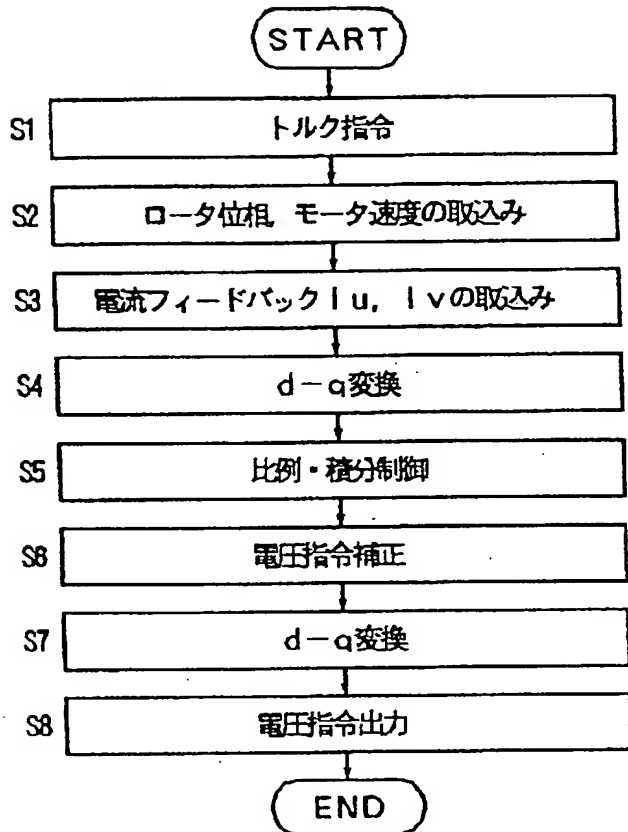 START
S1 トルク指令
S2 ロータ位相, モータ速度の取込み
S3 電流フィードバックIu, Ivの取込み
S4 d-q変換
S5 比例・積分制御
S6 電圧指令補正
S7 d-q変換
S8 電圧指令出力
END